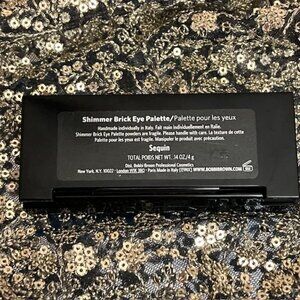 Shimmer Brick Eye Palette/Palette pour les yeux
Handmade individually in Italy. Fait main individuellement en Italie.
Shimmer Brick Eye Palette powders are fragile. Please handle with care. La texture de cette
Palette pour les yeux est fragile. Manipuler le produit avec précaution.
Sequin
TOTAL POIDS NET WT. .14 OZ./4 g
Dist. Bobbi Brown Professional Cosmetics
New York, N.Y. 10022 · London W1K 3BQ · Paris Made in Italy
WWW.BOBBIBROWN.COM